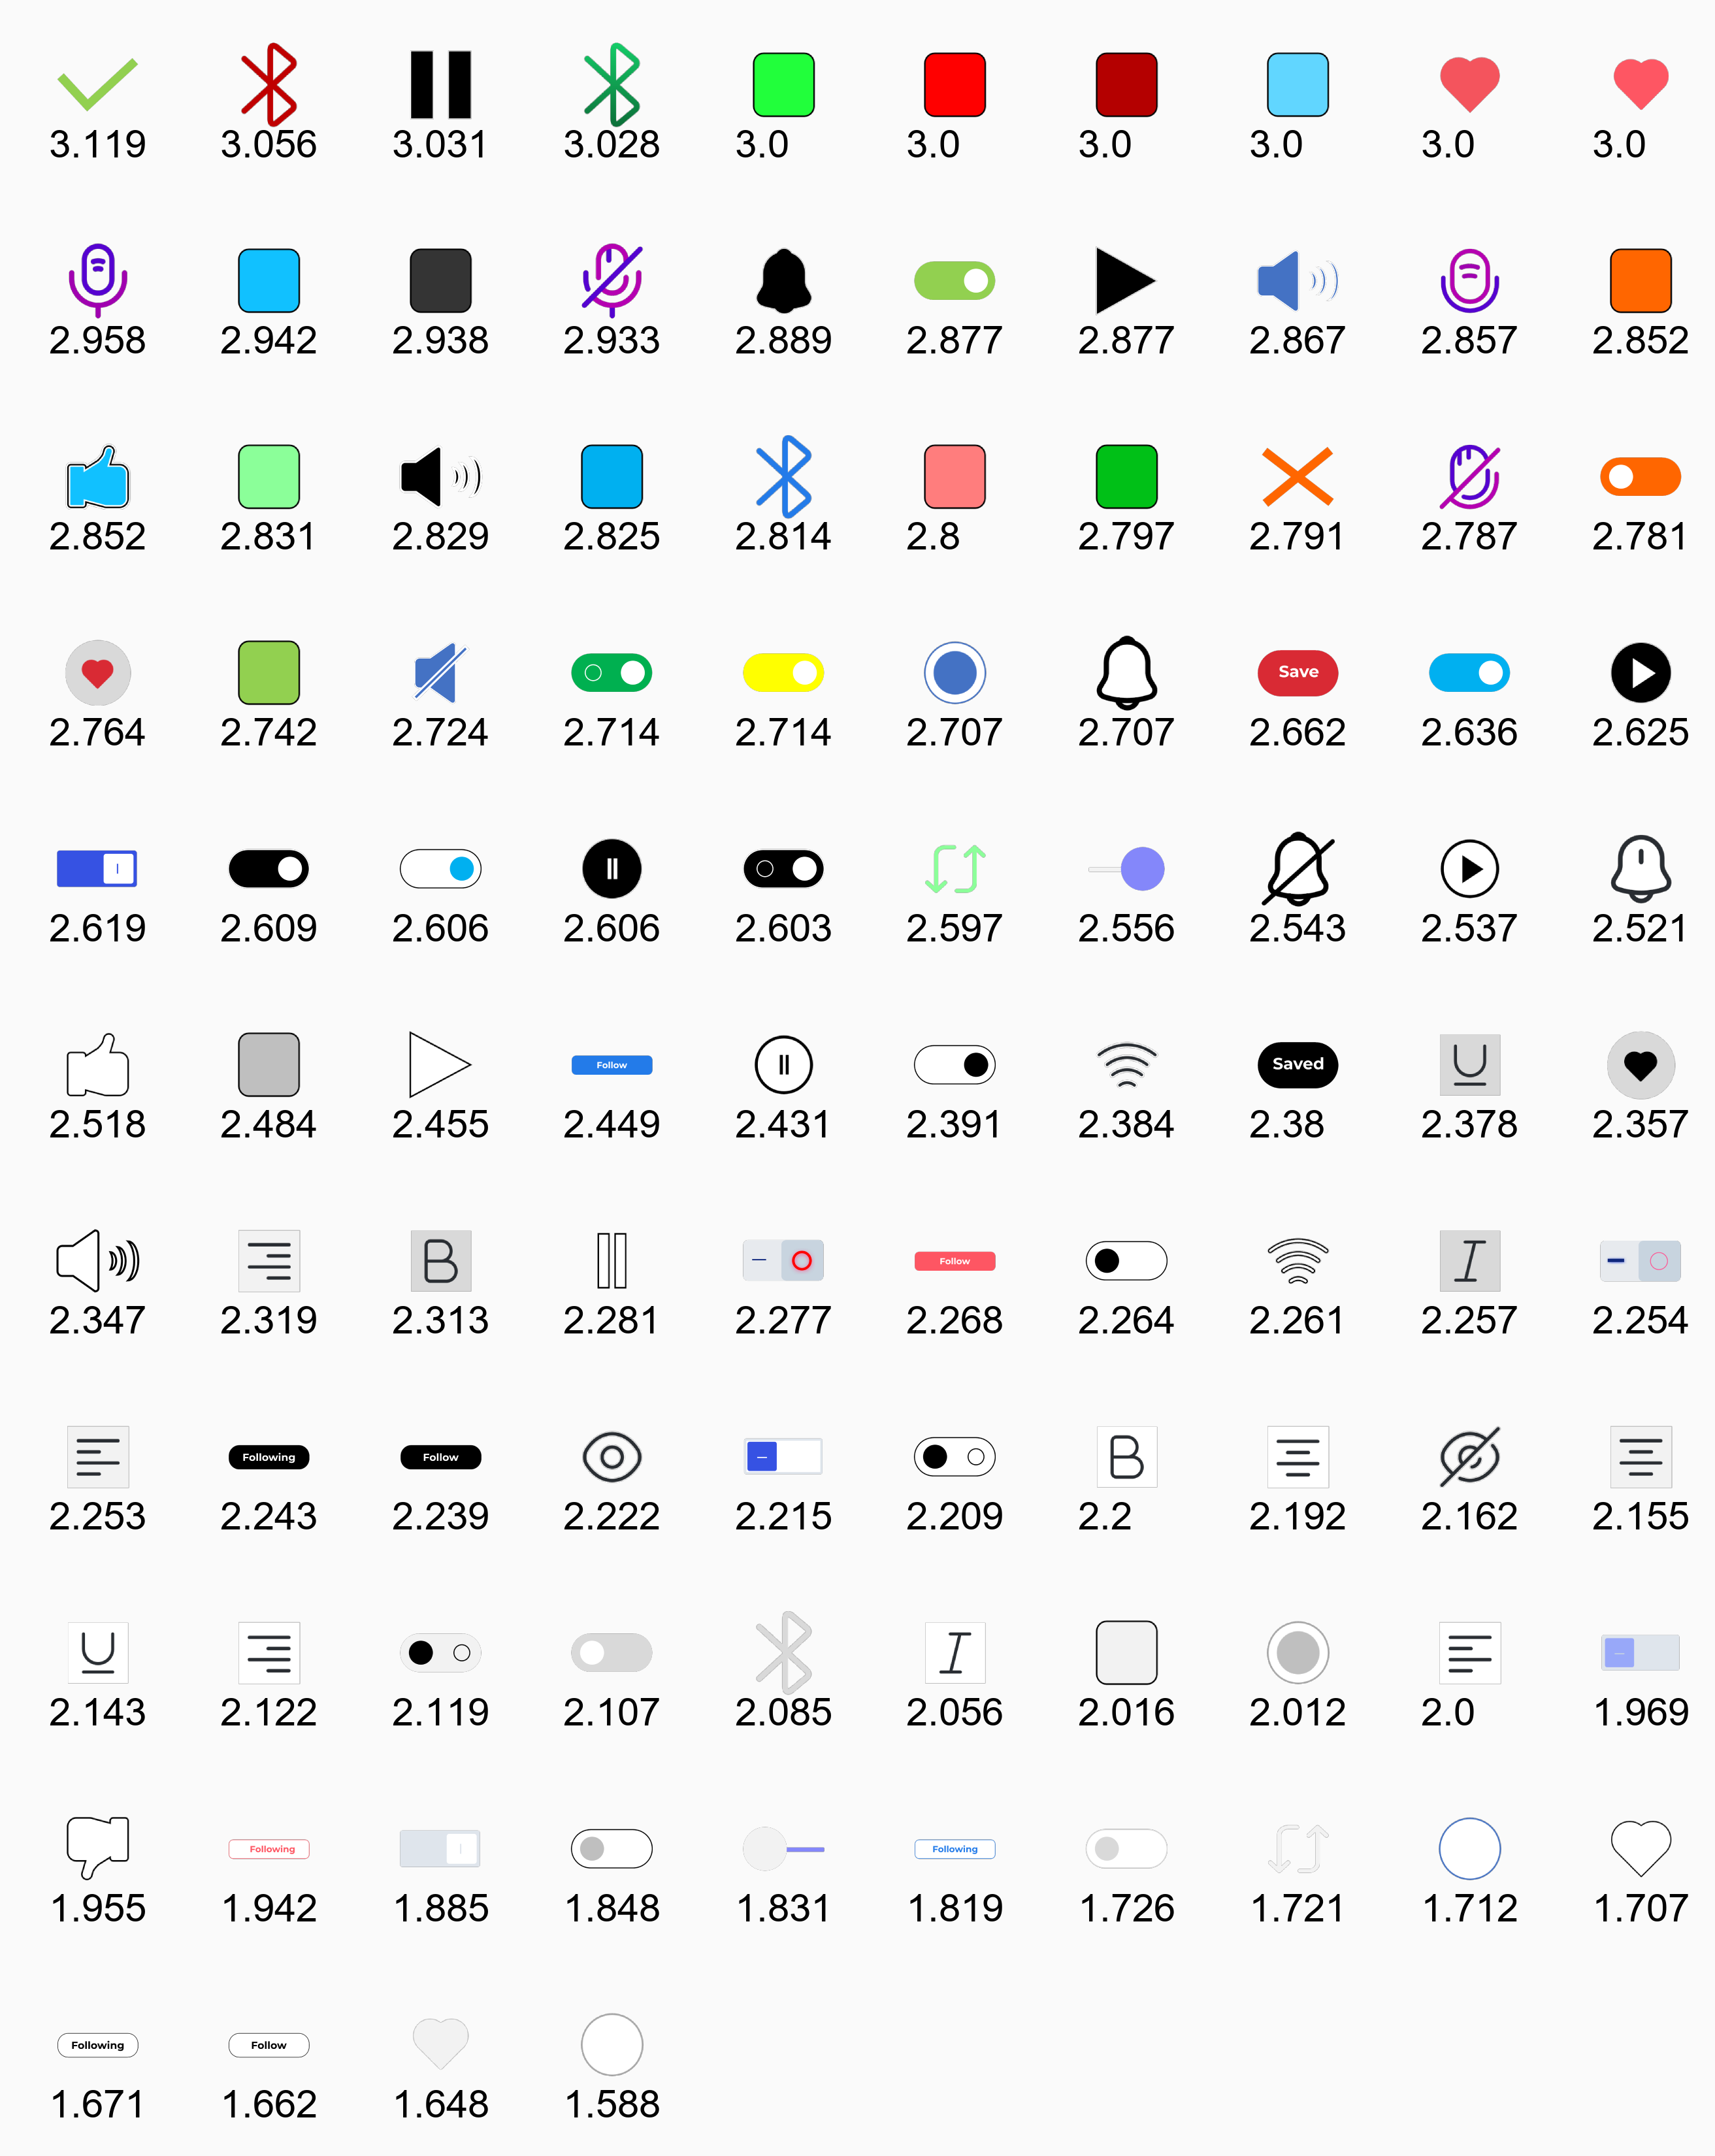 3.119 3.056 3.031 3.028 3.0 3.0 3.0 3.0 3.0 3.0
2.958 2.942 2.938 2.933 2.889 2.877 2.877 2.867 2.857 2.852
2.852 2.831 2.829 2.825 2.814 2.8 2.797 2.791 2.787 2.781
Save
2.764 2.742 2.724 2.714 2.714 2.707 2.707 2.662 2.636 2.625
2.619 2.609 2.606 2.606 2.603 2.597 2.556 2.543 2.537 2.521
Follow Saved U
2.518 2.484 2.455 2.449 2.431 2.391 2.384 2.38 2.378 2.357
B Follow I
2.347 2.319 2.313 2.281 2.277 2.268 2.264 2.261 2.257 2.254
Following Follow B
2.253 2.243 2.239 2.222 2.215 2.209 2.2 2.192 2.162 2.155
U I
2.143 2.122 2.119 2.107 2.085 2.056 2.016 2.012 2.0 1.969
Following Following
1.955 1.942 1.885 1.848 1.831 1.819 1.726 1.721 1.712 1.707
Following Follow
1.671 1.662 1.648 1.588